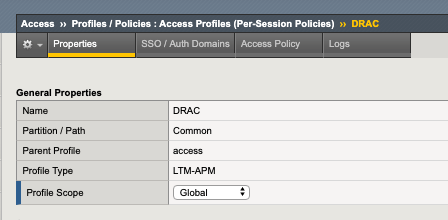 Access ›› Profiles / Policies : Access Profiles (Per-Session Policies) ›› DRAC
Properties SSO / Auth Domains Access Policy Logs
General Properties
Name DRAC
Partition / Path Common
Parent Profile access
Profile Type LTM-APM
Profile Scope Global